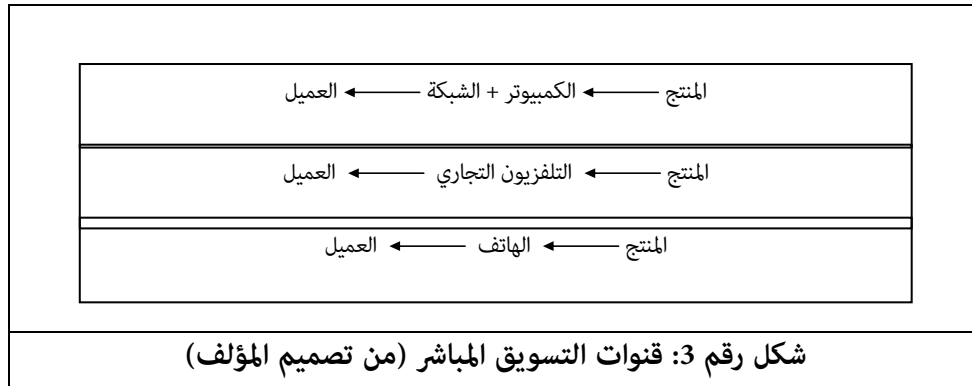 المنتج ← الكمبيوتر + الشبكة ← العميل
المنتج ← التلفزيون التجاري ← العميل
المنتج ← الهاتف ← العميل
شكل رقم 3: قنوات التسويق المباشر (من تصميم المؤلف)